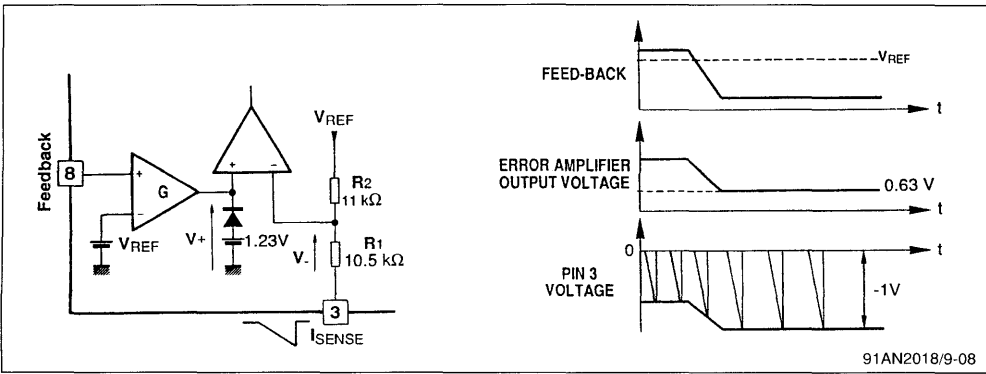 Feedback
8
+
−
G
VREF
V+
1.23V
+
−
VREF
R2
11 kΩ
V-
R1
10.5 kΩ
3
ISENSE
FEED-BACK
VREF
t
ERROR AMPLIFIER
OUTPUT VOLTAGE
0.63 V
t
0
t
PIN 3
VOLTAGE
-1V
91AN2018/9-08